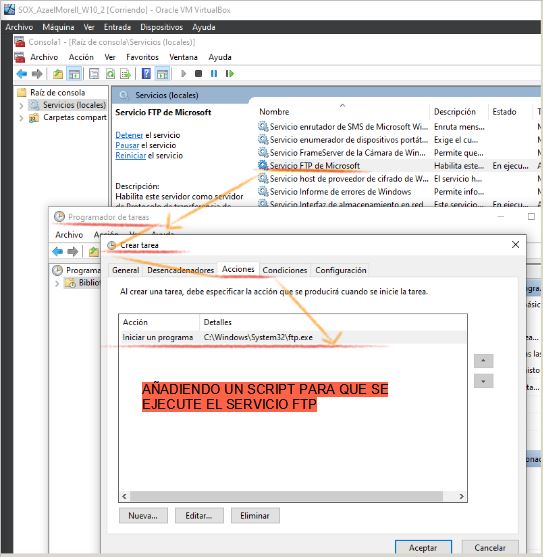 SOX_AzaelMorell_W10_2 [Corriendo] - Oracle VM VirtualBox
Archivo Máquina Ver Entrada Dispositivos Ayuda
Consola1 - [Raíz de consola\Servicios (locales)]
Archivo Acción Ver Favoritos Ventana Ayuda
Raíz de consola
Servicios (locales)
Carpetas compart
Servicios (locales)
Servicio FTP de Microsoft
Detener el servicio
Pausar el servicio
Reiniciar el servicio
Descripción:
Habilita este servidor como servidor
de Protocolo de transferencia de
Nombre Descripción Estado
Servicio enrutador de SMS de Microsoft Wi... Enruta mens...
Servicio enumerador de dispositivos portát... Exige el cu...
Servicio FrameServer de la Cámara de Win... Permite que...
Servicio FTP de Microsoft Habilita este... En ejecu...
Servicio host de proveedor de cifrado de W... El servicio h...
Servicio Informe de errores de Windows Permite info...
Servicio Interfaz de almacenamiento en red En ejecu
Programador de tareas
Archivo Acción Ver Ayuda
Programa
Bibliot
Crear tarea
General Desencadenadores Acciones Condiciones Configuración
Al crear una tarea, debe especificar la acción que se producirá cuando se inicie la tarea.
Acción Detalles
Iniciar un programa C:\Windows\System32\ftp.exe
AÑADIENDO UN SCRIPT PARA QUE SE
EJECUTE EL SERVICIO FTP
Nueva... Editar... Eliminar
Aceptar Cancelar